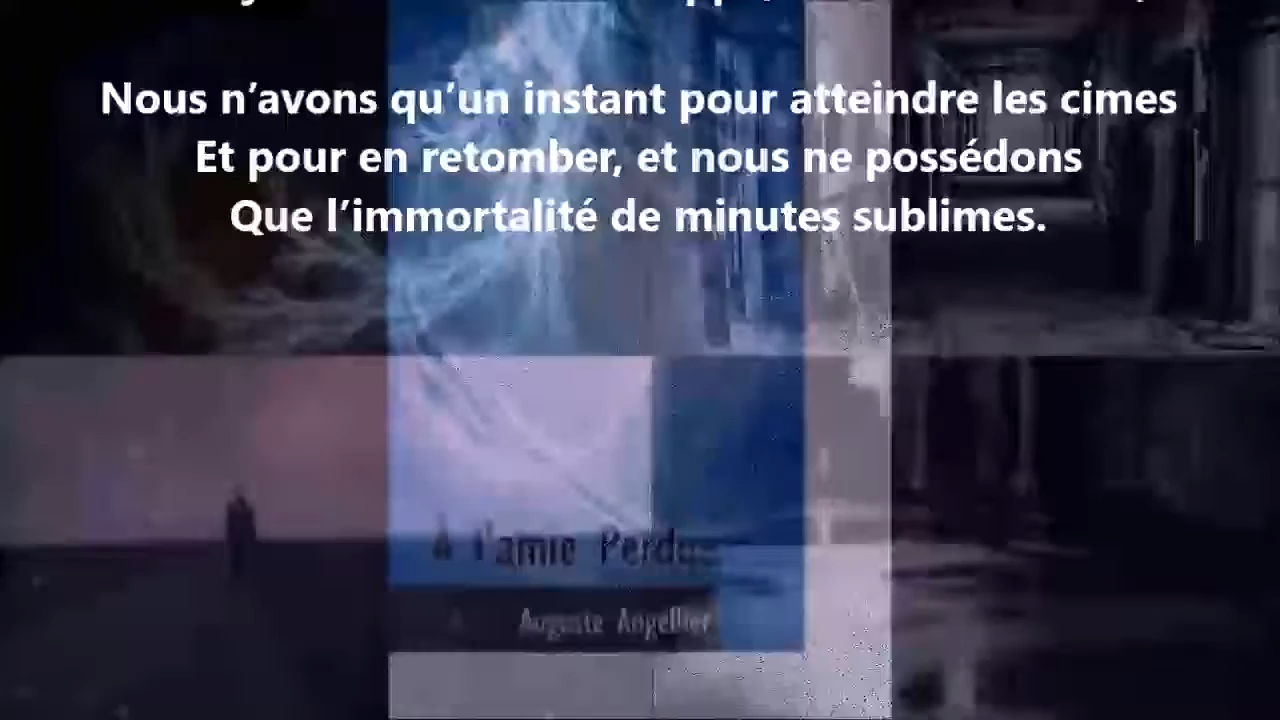 Nous n’avons qu’un instant pour atteindre les cimes
Et pour en retomber, et nous ne possédons
Que l’immortalité de minutes sublimes.
À l'amie Perdue
Auguste Angellier